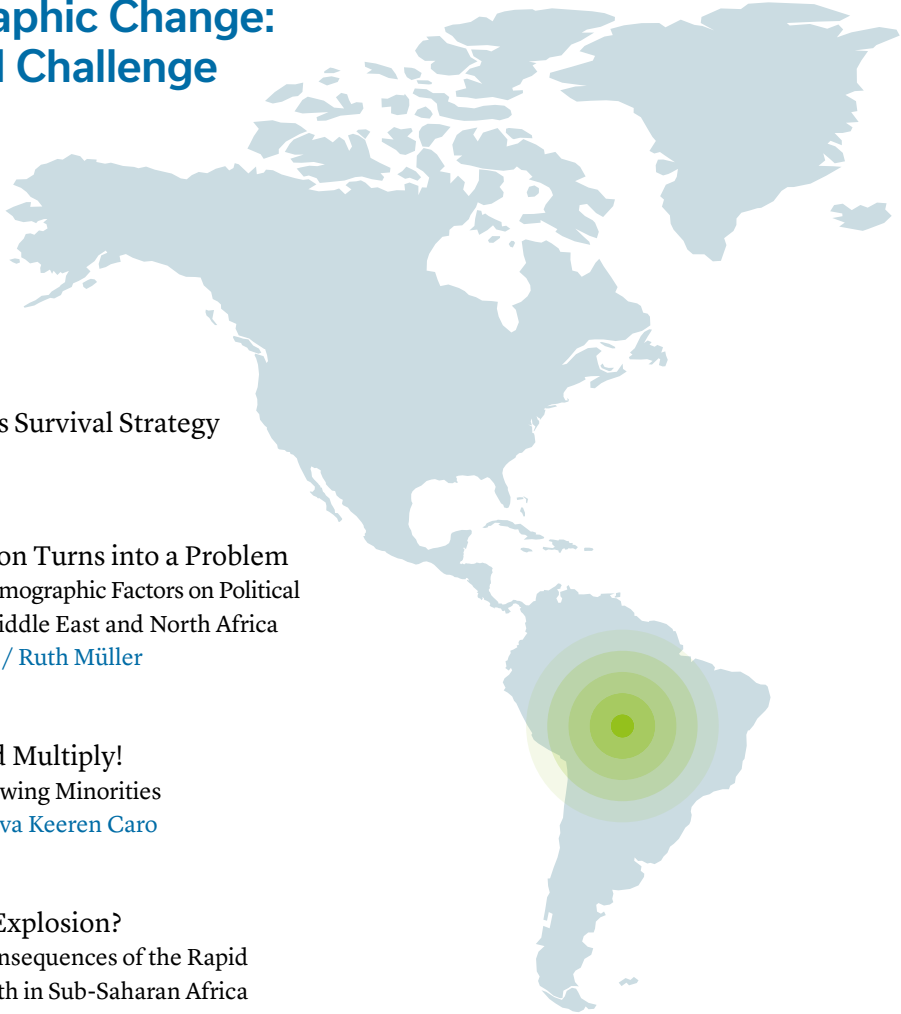 aphic Change:
l Challenge
s Survival Strategy
on Turns into a Problem
mographic Factors on Political
iddle East and North Africa
/ Ruth Müller
d Multiply!
wing Minorities
va Keeren Caro
Explosion?
nsequences of the Rapid
th in Sub-Saharan Africa